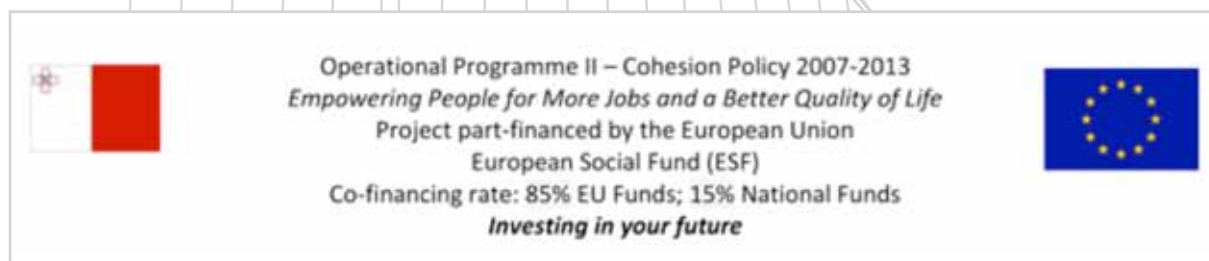 Operational Programme II – Cohesion Policy 2007-2013
Empowering People for More Jobs and a Better Quality of Life
Project part-financed by the European Union
European Social Fund (ESF)
Co-financing rate: 85% EU Funds; 15% National Funds
Investing in your future